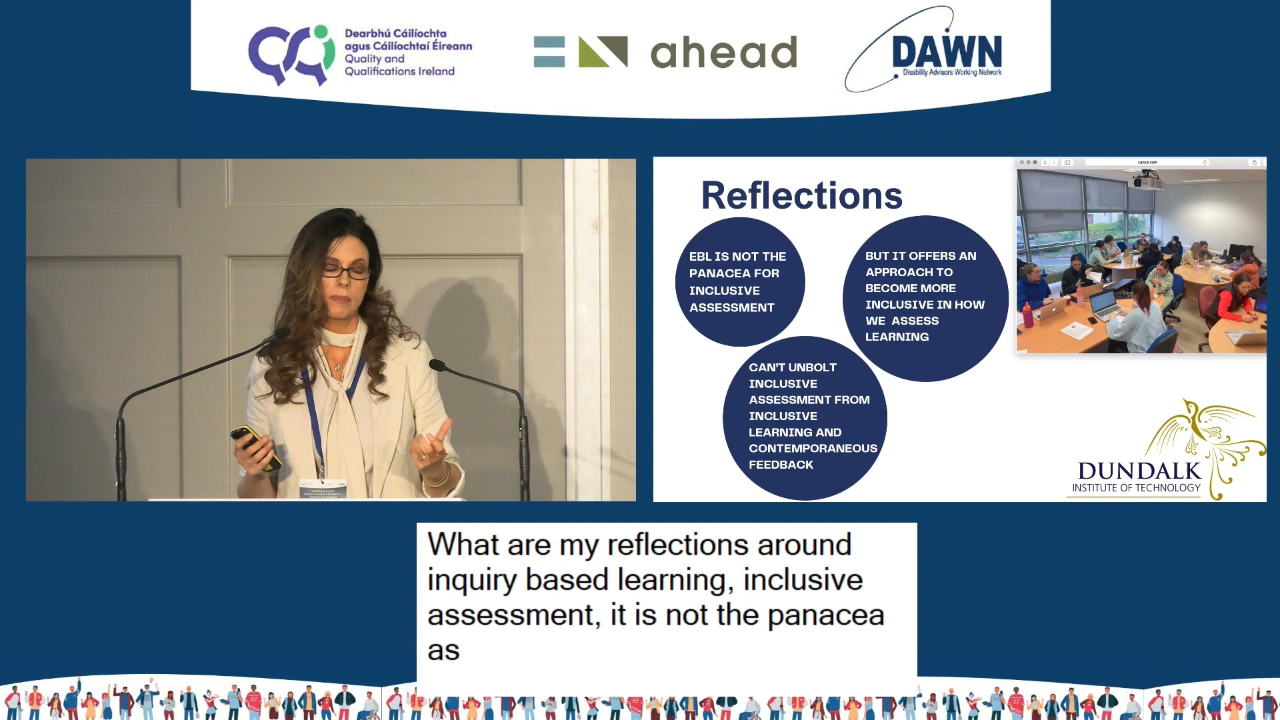 Dearbhú Cáilíochta
agus Cáilíochtaí Éireann
Quality and
Qualifications Ireland
ahead
DAWN
Disability Advisors Working Network
Reflections
EBL IS NOT THE
PANACEA FOR
INCLUSIVE
ASSESSMENT
BUT IT OFFERS AN
APPROACH TO
BECOME MORE
INCLUSIVE IN HOW
WE ASSESS
LEARNING
CAN'T UNBOLT
INCLUSIVE
ASSESSMENT FROM
INCLUSIVE
LEARNING AND
CONTEMPORANEOUS
FEEDBACK
DUNDALK
INSTITUTE OF TECHNOLOGY
What are my reflections around
inquiry based learning, inclusive
assessment, it is not the panacea
as